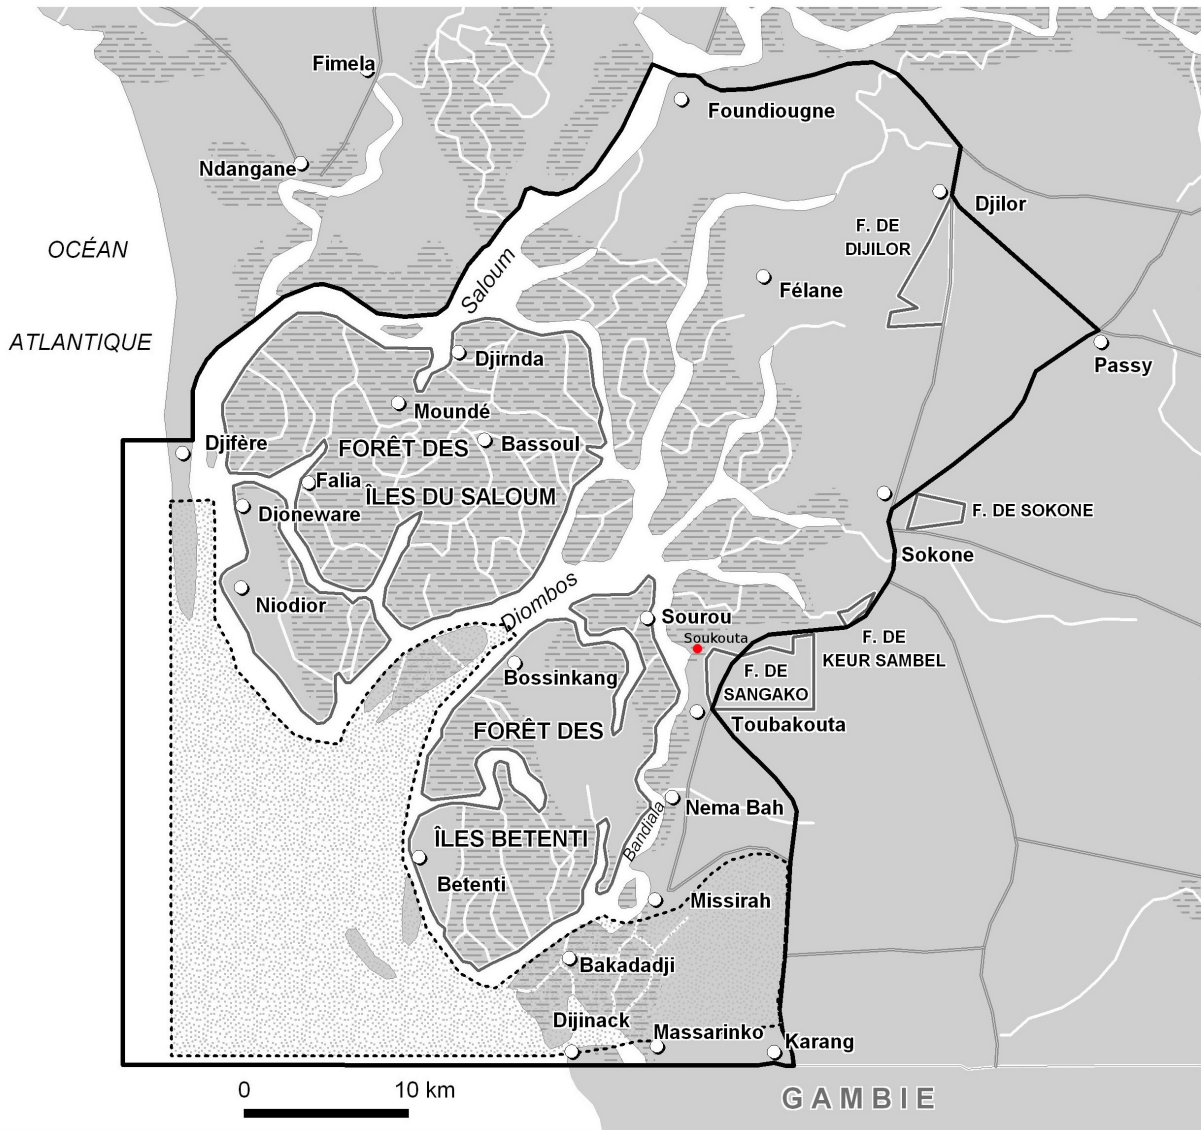 Fimela
Foundiougne
Ndangane
Djilor
F. DE
DIJILOR
OCÉAN
Saloum
Félane
ATLANTIQUE
Djirnda
Passy
Moundé
Djifère
FORÊT DES
Bassoul
Falia
ÎLES DU SALOUM
Dioneware
F. DE SOKONE
Sokone
Niodior
Diombos
Sourou
Soukouta
F. DE
KEUR SAMBEL
Bossinkang
F. DE
SANGAKO
FORÊT DES
Toubakouta
Nema Bah
Bandiala
ÎLES BETENTI
Betenti
Missirah
Bakadadji
Dijinack
Massarinko
Karang
0
10 km
GAMBIE